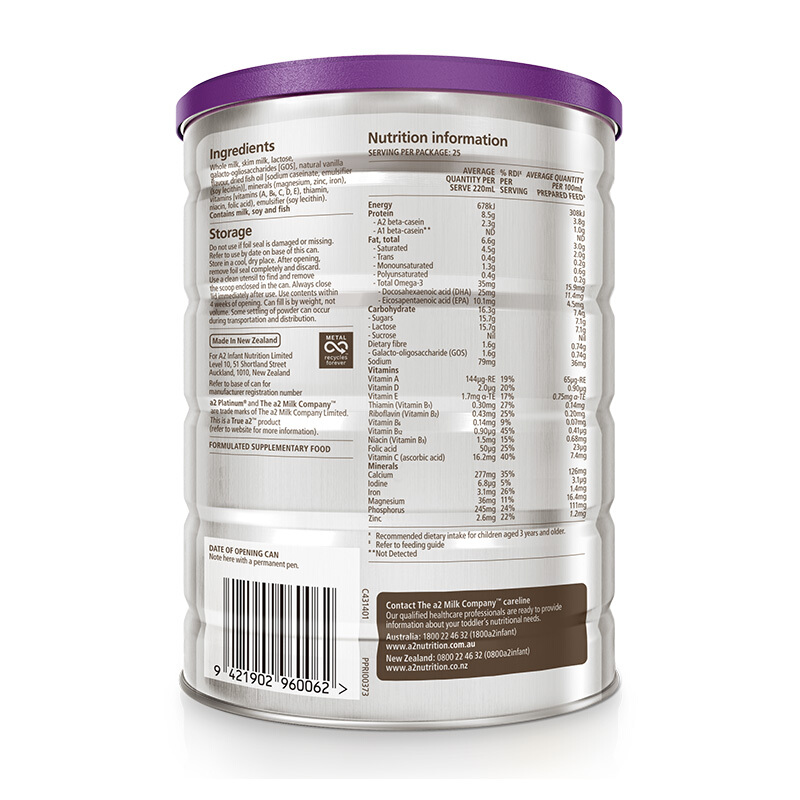 Ingredients
Whole milk, skim milk, lactose,
galacto-ogliosaccharides [GOS], natural vanilla
flavour, dried fish oil [sodium caseinate, emulsifier
(soy lecithin)], minerals (magnesium, zinc, iron),
vitamins [vitamins (A, B₆, C, D, E), thiamin,
niacin, folic acid), emulsifier (soy lecithin).
Contains milk, soy and fish
Storage
Do not use if foil seal is damaged or missing.
Refer to use by date on base of this can.
Store in a cool, dry place. After opening,
remove foil seal completely and discard.
Use a clean utensil to find and remove
the scoop enclosed in the can. Always close
lid immediately after use. Use contents within
4 weeks of opening. Can fill is by weight, not
volume. Some settling of powder can occur
during transportation and distribution.
Made in New Zealand
For A2 Infant Nutrition Limited
Level 10, 51 Shortland Street
Auckland, 1010, New Zealand
METAL
recycles
forever
Refer to base of can for
manufacturer registration number
a2 Platinum® and The a2 Milk Company™
are trade marks of The a2 Milk Company Limited.
This is a True a2™ product
(refer to website for more information).
FORMULATED SUPPLEMENTARY FOOD
Nutrition information
SERVING PER PACKAGE: 25
AVERAGE QUANTITY PER SERVE 220mL % RDI# PER SERVING AVERAGE QUANTITY PER 100mL PREPARED FEED‡
Energy 678kJ 308kJ
Protein 8.5g 3.8g
- A2 beta-casein 2.3g 1.0g
- A1 beta-casein** ND ND
Fat, total 6.6g 3.0g
- Saturated 4.5g 2.0g
- Trans 0.4g 0.2g
- Monounsaturated 1.3g 0.6g
- Polyunsaturated 0.4g 0.2g
- Total Omega-3 35mg 15.9mg
- Docosahexaenoic acid (DHA) 25mg 11.4mg
- Eicosapentaenoic acid (EPA) 10.1mg 4.5mg
Carbohydrate 16.3g 7.4g
- Sugars 15.7g 7.1g
- Lactose 15.7g 7.1g
- Sucrose Nil Nil
Dietary fibre 1.6g 0.74g
- Galacto-oligosaccharide (GOS) 1.6g 0.74g
Sodium 79mg 36mg
Vitamins
Vitamin A 144µg-RE 19% 65µg-RE
Vitamin D 2.0µg 20% 0.90µg
Vitamin E 1.7mg α-TE 17% 0.75mg α-TE
Thiamin (Vitamin B₁) 0.30mg 27% 0.14mg
Riboflavin (Vitamin B₂) 0.43mg 25% 0.20mg
Vitamin B₆ 0.14mg 9% 0.07mg
Vitamin B₁₂ 0.90µg 45% 0.41µg
Niacin (Vitamin B₃) 1.5mg 15% 0.68mg
Folic acid 50µg 25% 23µg
Vitamin C (ascorbic acid) 16.2mg 40% 7.4mg
Minerals
Calcium 277mg 35% 126mg
Iodine 6.8µg 5% 3.1µg
Iron 3.1mg 26% 1.4mg
Magnesium 36mg 11% 16.4mg
Phosphorus 245mg 24% 111mg
Zinc 2.6mg 22% 1.2mg
# Recommended dietary intake for children aged 3 years and older.
‡ Refer to feeding guide
**Not Detected
DATE OF OPENING CAN
Note here with a permanent pen.
9 421902 960062 >
C431401
PPRI00373
Contact The a2 Milk Company™ careline
Our qualified healthcare professionals are ready to provide
information about your toddler's nutritional needs.
Australia: 1800 22 46 32 (1800a2infant)
www.a2nutrition.com.au
New Zealand: 0800 22 46 32 (0800a2infant)
www.a2nutrition.co.nz